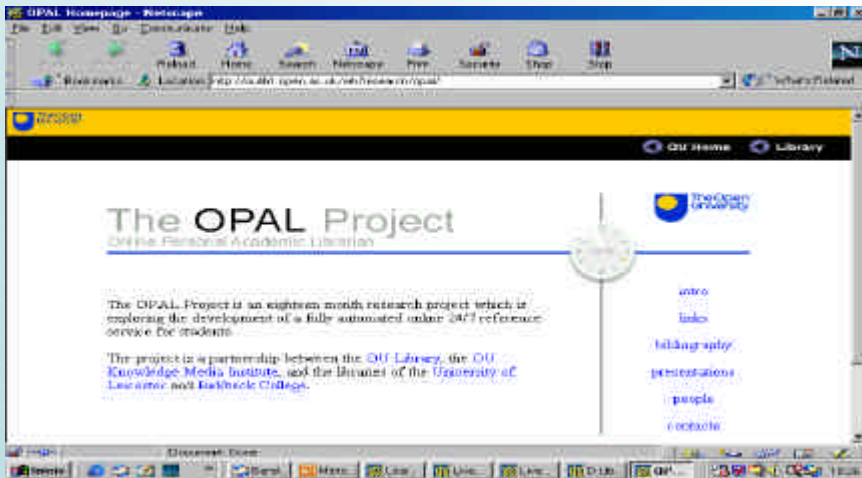 OPAL Homepage - Netscape
File Edit View Go Communicator Help
Reload Home Search Netscape Print Security Shop Stop
Bookmarks Location: What's Related
OU Home Library
The OPAL Project
Online Personal Academic Librarian
The Open
University
The OPAL Project is an eighteen month research project which is
exploring the development of a fully automated online 24/7 reference
service for students.
The project is a partnership between the OU Library, the OU
Knowledge Media Institute, and the libraries of the University of
Leicester and Birkbeck College.
intro
links
bibliography
presentations
people
contacts
Document: Done